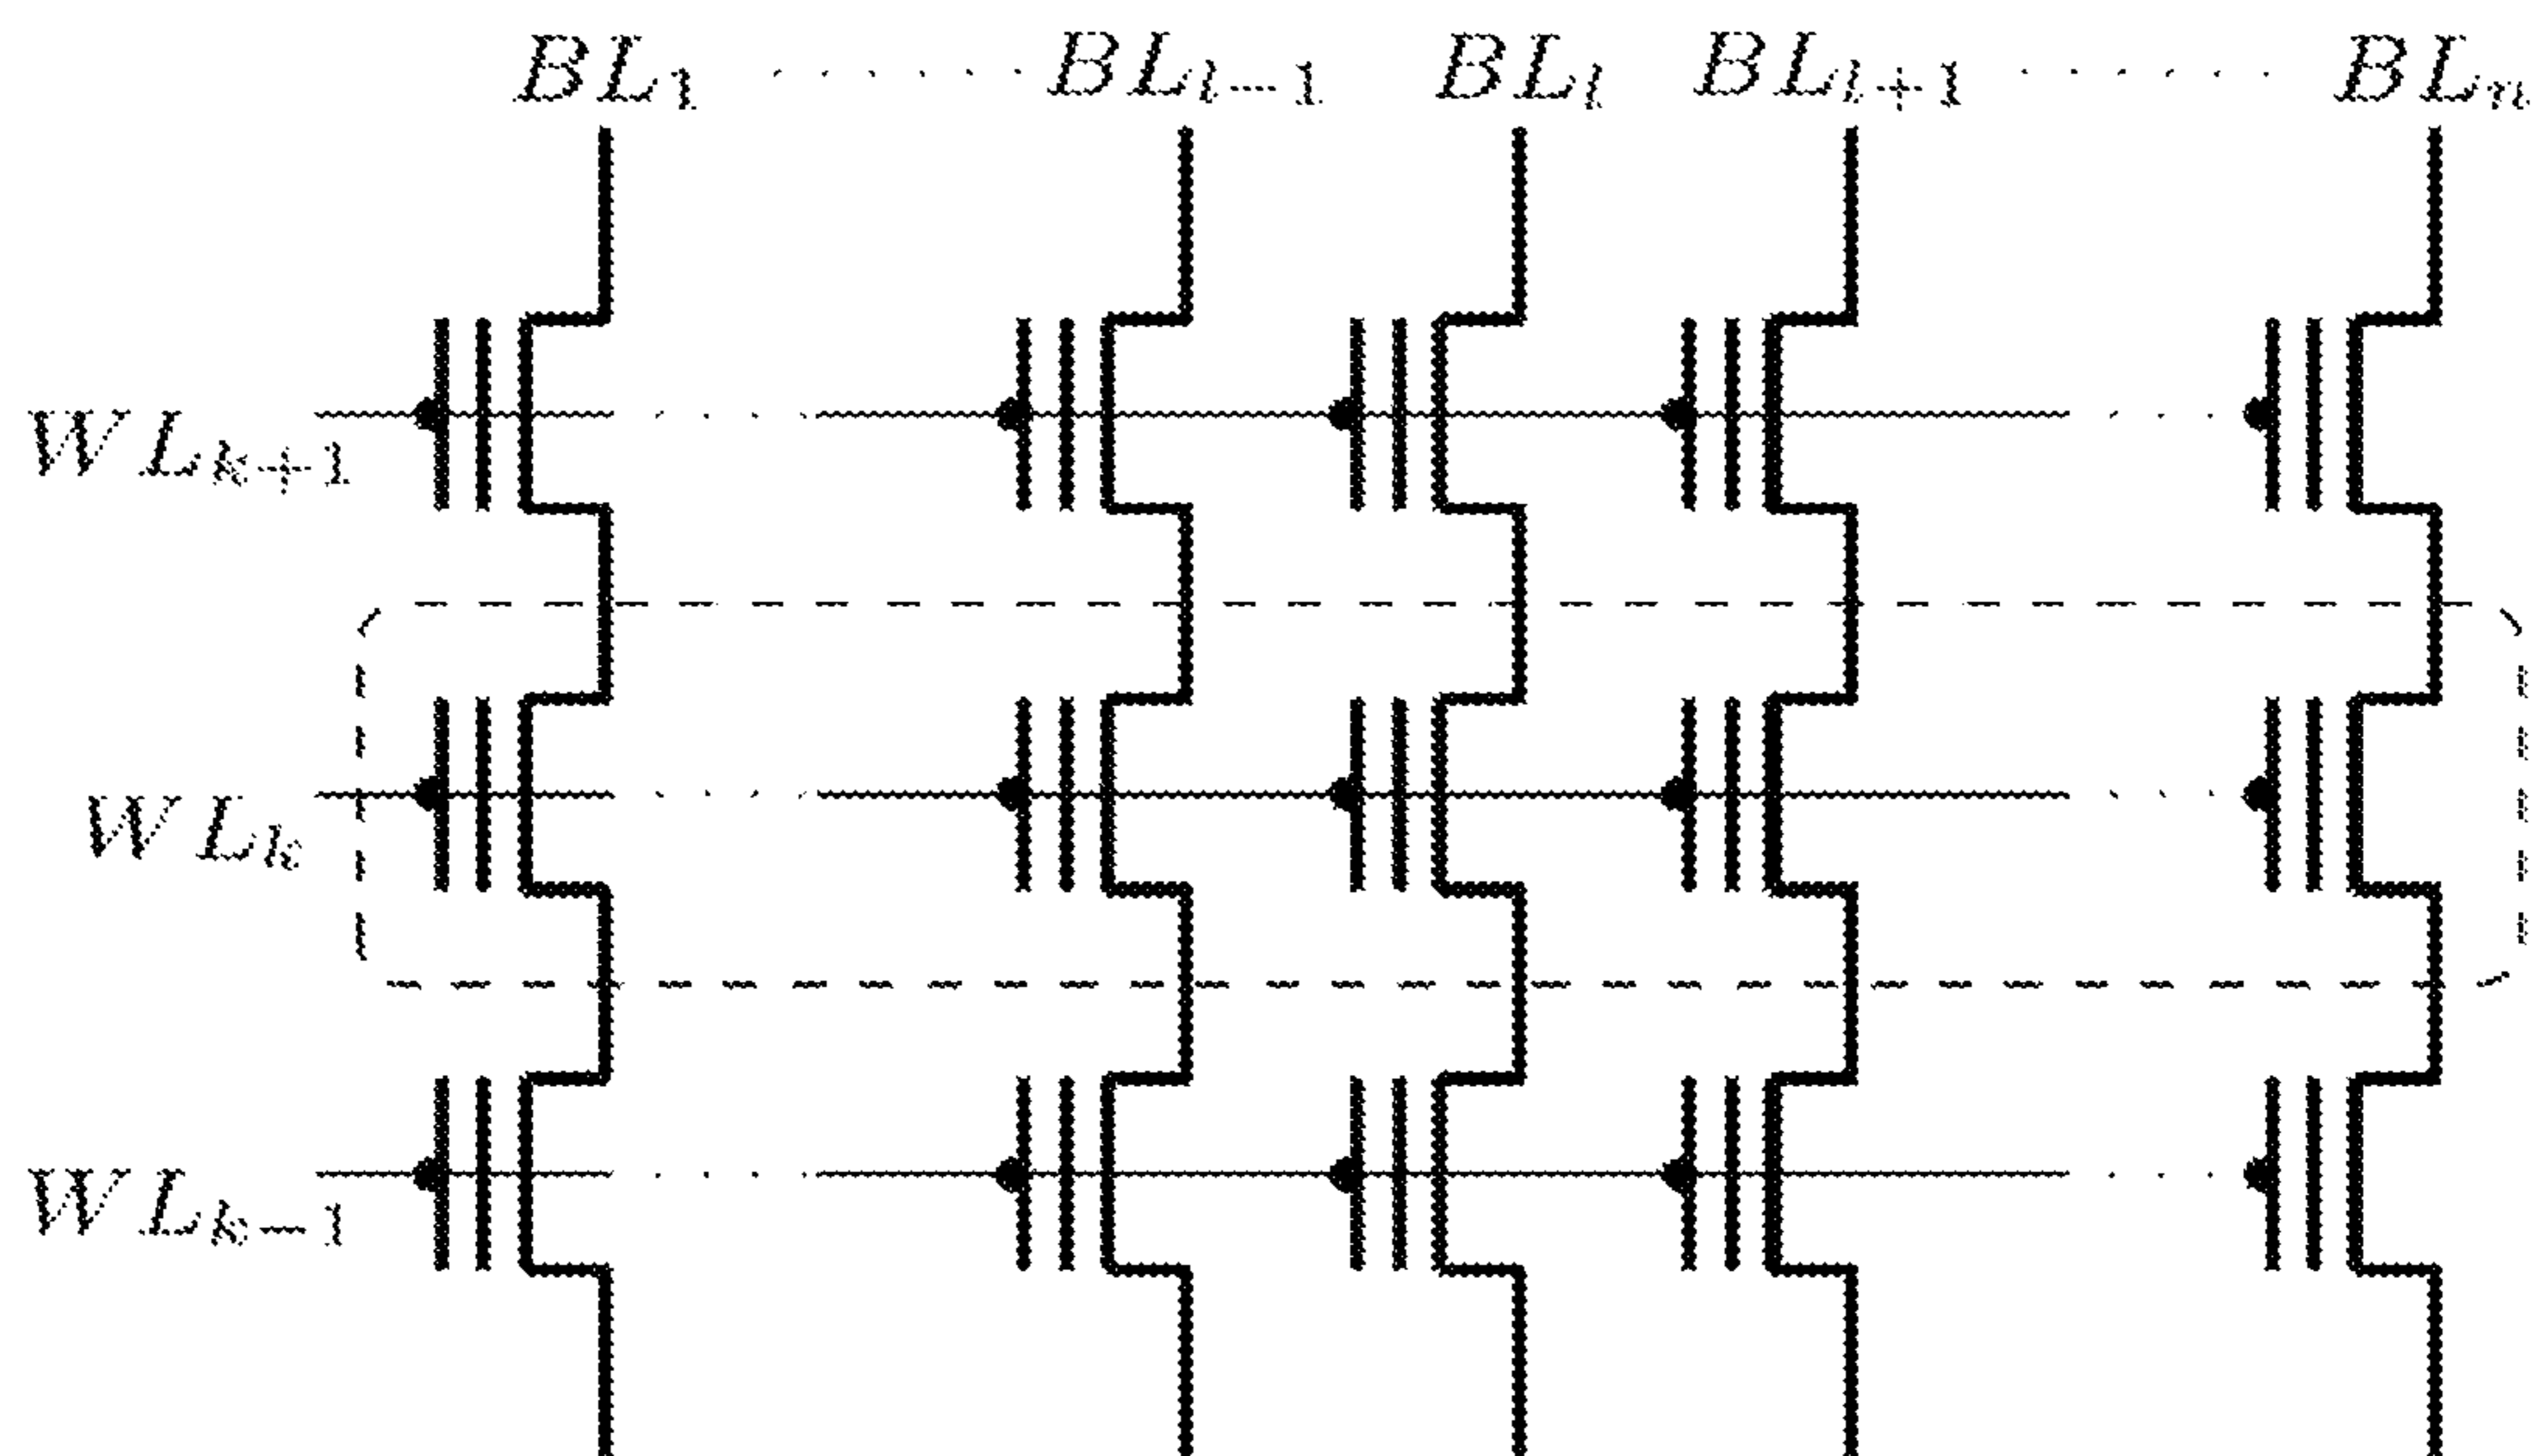 BL₁ · · · · · · BLₗ₋₁ BLₗ BLₗ₊₁ · · · · · · BLₙ
WLₖ₊₁
WLₖ
WLₖ₋₁